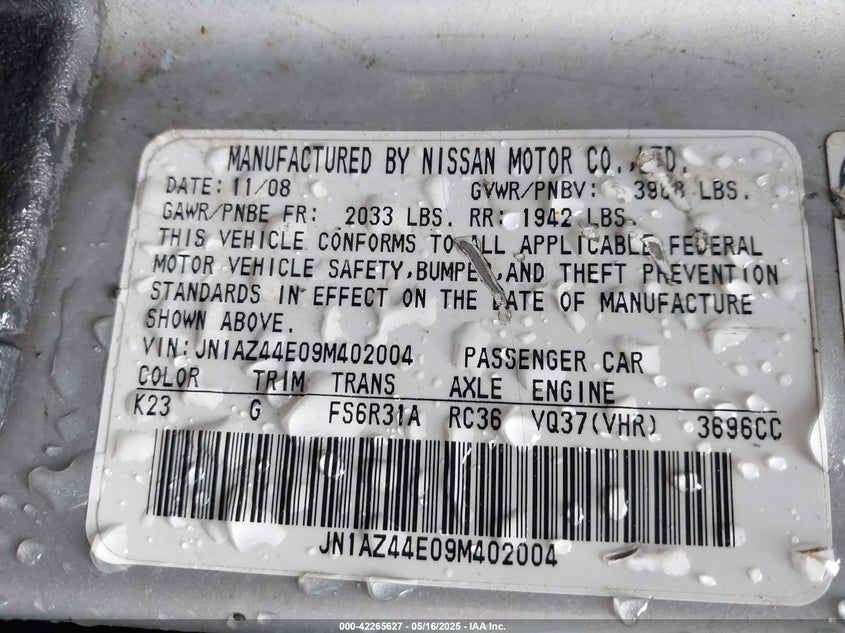 MANUFACTURED BY NISSAN MOTOR CO.,LTD.
DATE: 11/08 GVWR/PNBV: LBS.
GAWR/PNBE FR: 2033 LBS. RR: 1942 LBS.
THIS VEHICLE CONFORMS TO ALL APPLICABLE FEDERAL
MOTOR VEHICLE SAFETY,BUMPER,AND THEFT PREVENTION
STANDARDS IN EFFECT ON THE DATE OF MANUFACTURE
SHOWN ABOVE.
VIN:JN1AZ44E09M402004 PASSENGER CAR
COLOR TRIM TRANS AXLE ENGINE
K23 G FS6R31A RC36 VQ37(VHR) 3696CC
JN1AZ44E09M402004
000-42265627 - 05/16/2025 - IAA Inc.